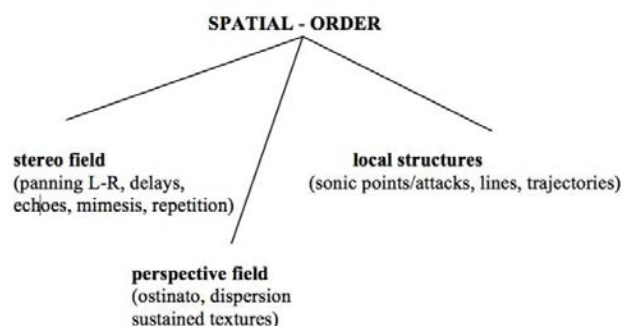 SPATIAL - ORDER
stereo field
(panning L-R, delays,
echoes, mimesis, repetition)
local structures
(sonic points/attacks, lines, trajectories)
perspective field
(ostinato, dispersion
sustained textures)